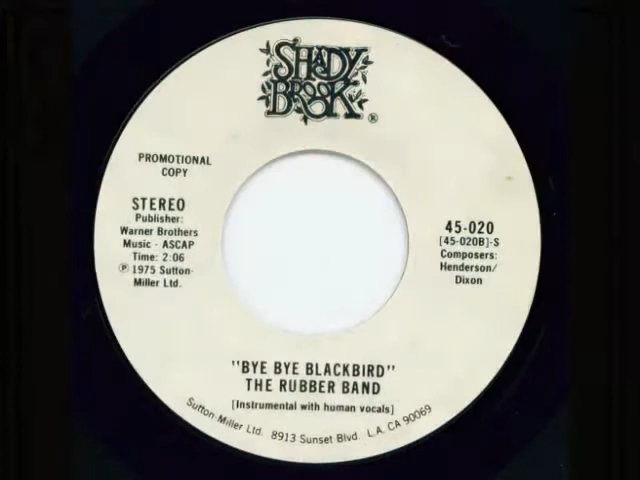 SHADY
BROOK
®
PROMOTIONAL
COPY
STEREO
Publisher:
Warner Brothers
Music - ASCAP
Time: 2:06
Ⓟ 1975 Sutton-
Miller Ltd.
45-020
[45-020B]-S
Composers:
Henderson/
Dixon
"BYE BYE BLACKBIRD"
THE RUBBER BAND
[Instrumental with human vocals]
Sutton-Miller Ltd. 8913 Sunset Blvd. L.A. CA 90069